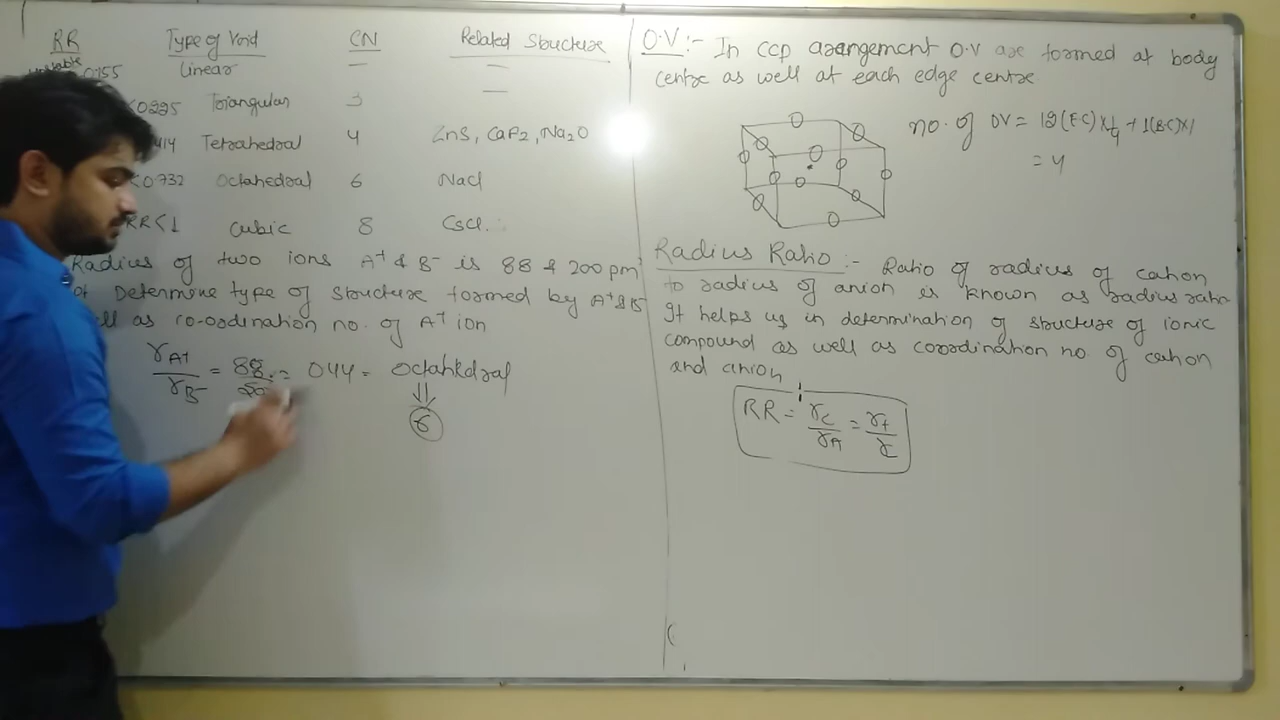 RR Type of Void CN Related Structure
0155 Linear — —
<0225 Triangular 3 —
414 Tetrahedral 4 ZnS, CaF2, Na2O
<0732 Octahedral 6 Nacl
RR<1 Cubic 8 Cscl
Radius of two ions A+ & B- is 88 & 200 pm
Determine type of structure formed by A+ & B-
as co-ordination no. of A+ ion
rA+/rB- = 88/200 = 044 = Octahedral
⇓
6
O.V :- In ccp arangement O.V are formed at body
centre as well at each edge centre
no. of OV = 12(E·C)×1/4 + 1(BC)×1
= 4
Radius Ratio :- Ratio of radius of cation
to radius of anion is known as radius ratio
It helps us in determination of structure of ionic
compound as well as coordination no. of cation
and anion
RR = rC/rA = r+/r-